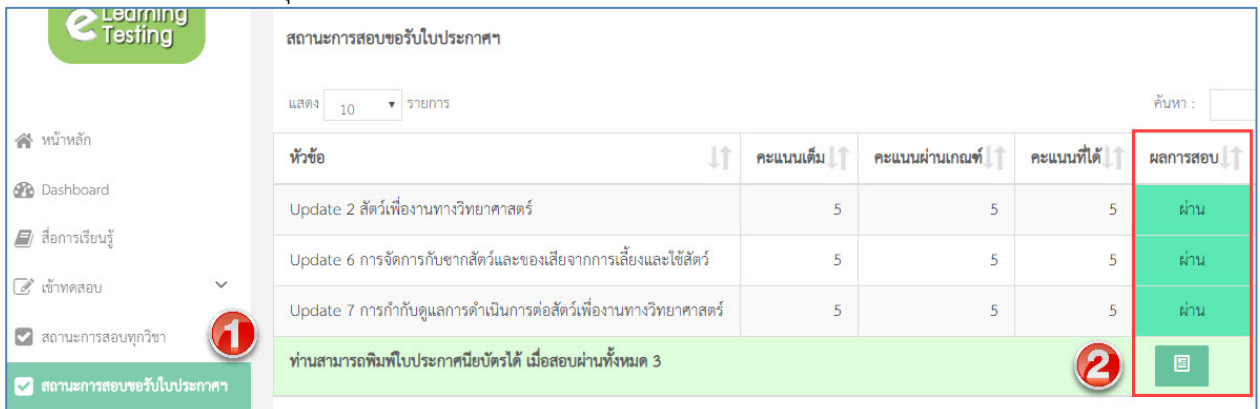 eLearning
Testing
หน้าหลัก
Dashboard
สื่อการเรียนรู้
เข้าทดสอบ
สถานะการสอบทุกวิชา
1
สถานะการสอบขอรับใบประกาศฯ
สถานะการสอบขอรับใบประกาศฯ
แสดง 10 รายการ
ค้นหา :
หัวข้อ คะแนนเต็ม คะแนนผ่านเกณฑ์ คะแนนที่ได้ ผลการสอบ
Update 2 สัตว์เพื่องานทางวิทยาศาสตร์ 5 5 5 ผ่าน
Update 6 การจัดการกับซากสัตว์และของเสียจากการเลี้ยงและใช้สัตว์ 5 5 5 ผ่าน
Update 7 การกำกับดูแลการดำเนินการต่อสัตว์เพื่องานทางวิทยาศาสตร์ 5 5 5 ผ่าน
ท่านสามารถพิมพ์ใบประกาศนียบัตรได้ เมื่อสอบผ่านทั้งหมด 3 2